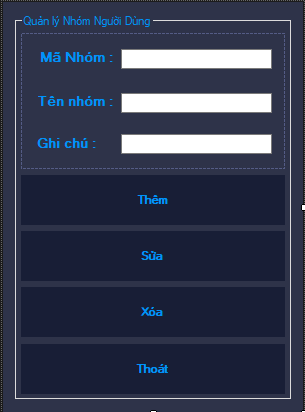 Quản lý Nhóm Người Dùng
Mã Nhóm :
Tên nhóm :
Ghi chú :
Thêm
Sửa
Xóa
Thoát